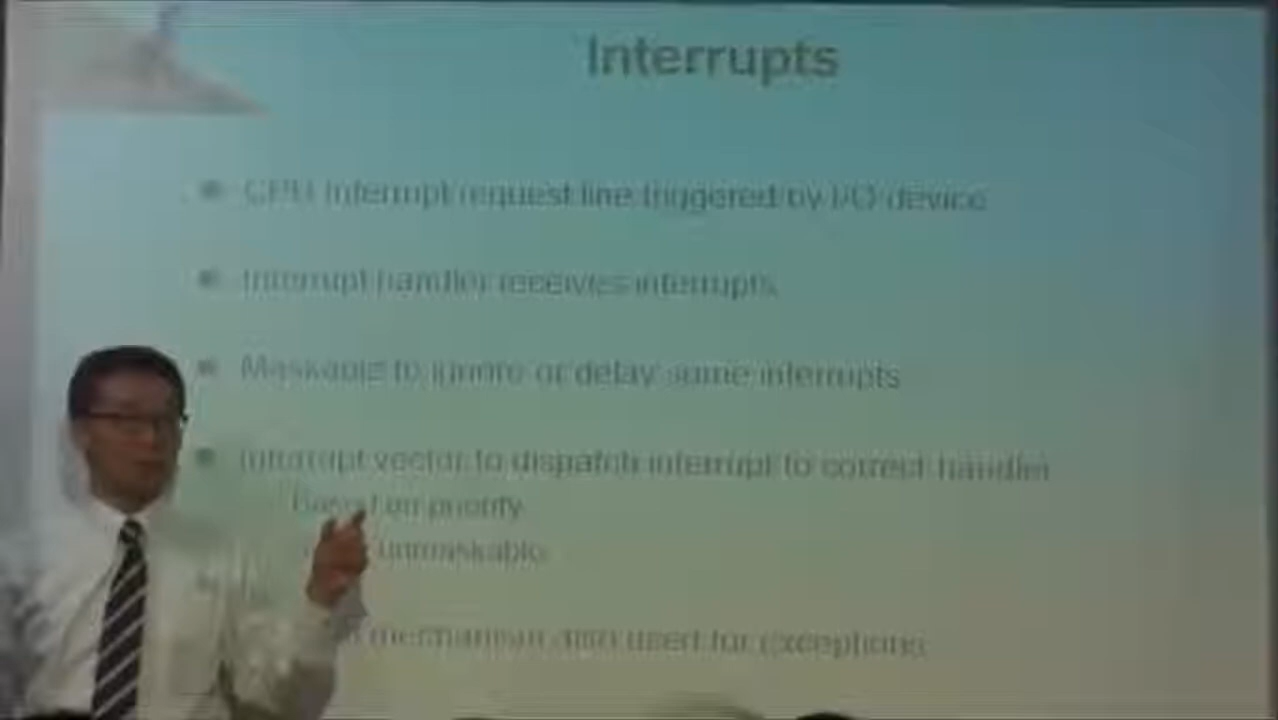 Interrupts
CPU Interrupt request line triggered by I/O device
Interrupt handler receives interrupts
Maskable to ignore or delay some interrupts
Interrupt vector to dispatch interrupt to correct handler
Based on priority
unmaskable
mechanism also used for exceptions